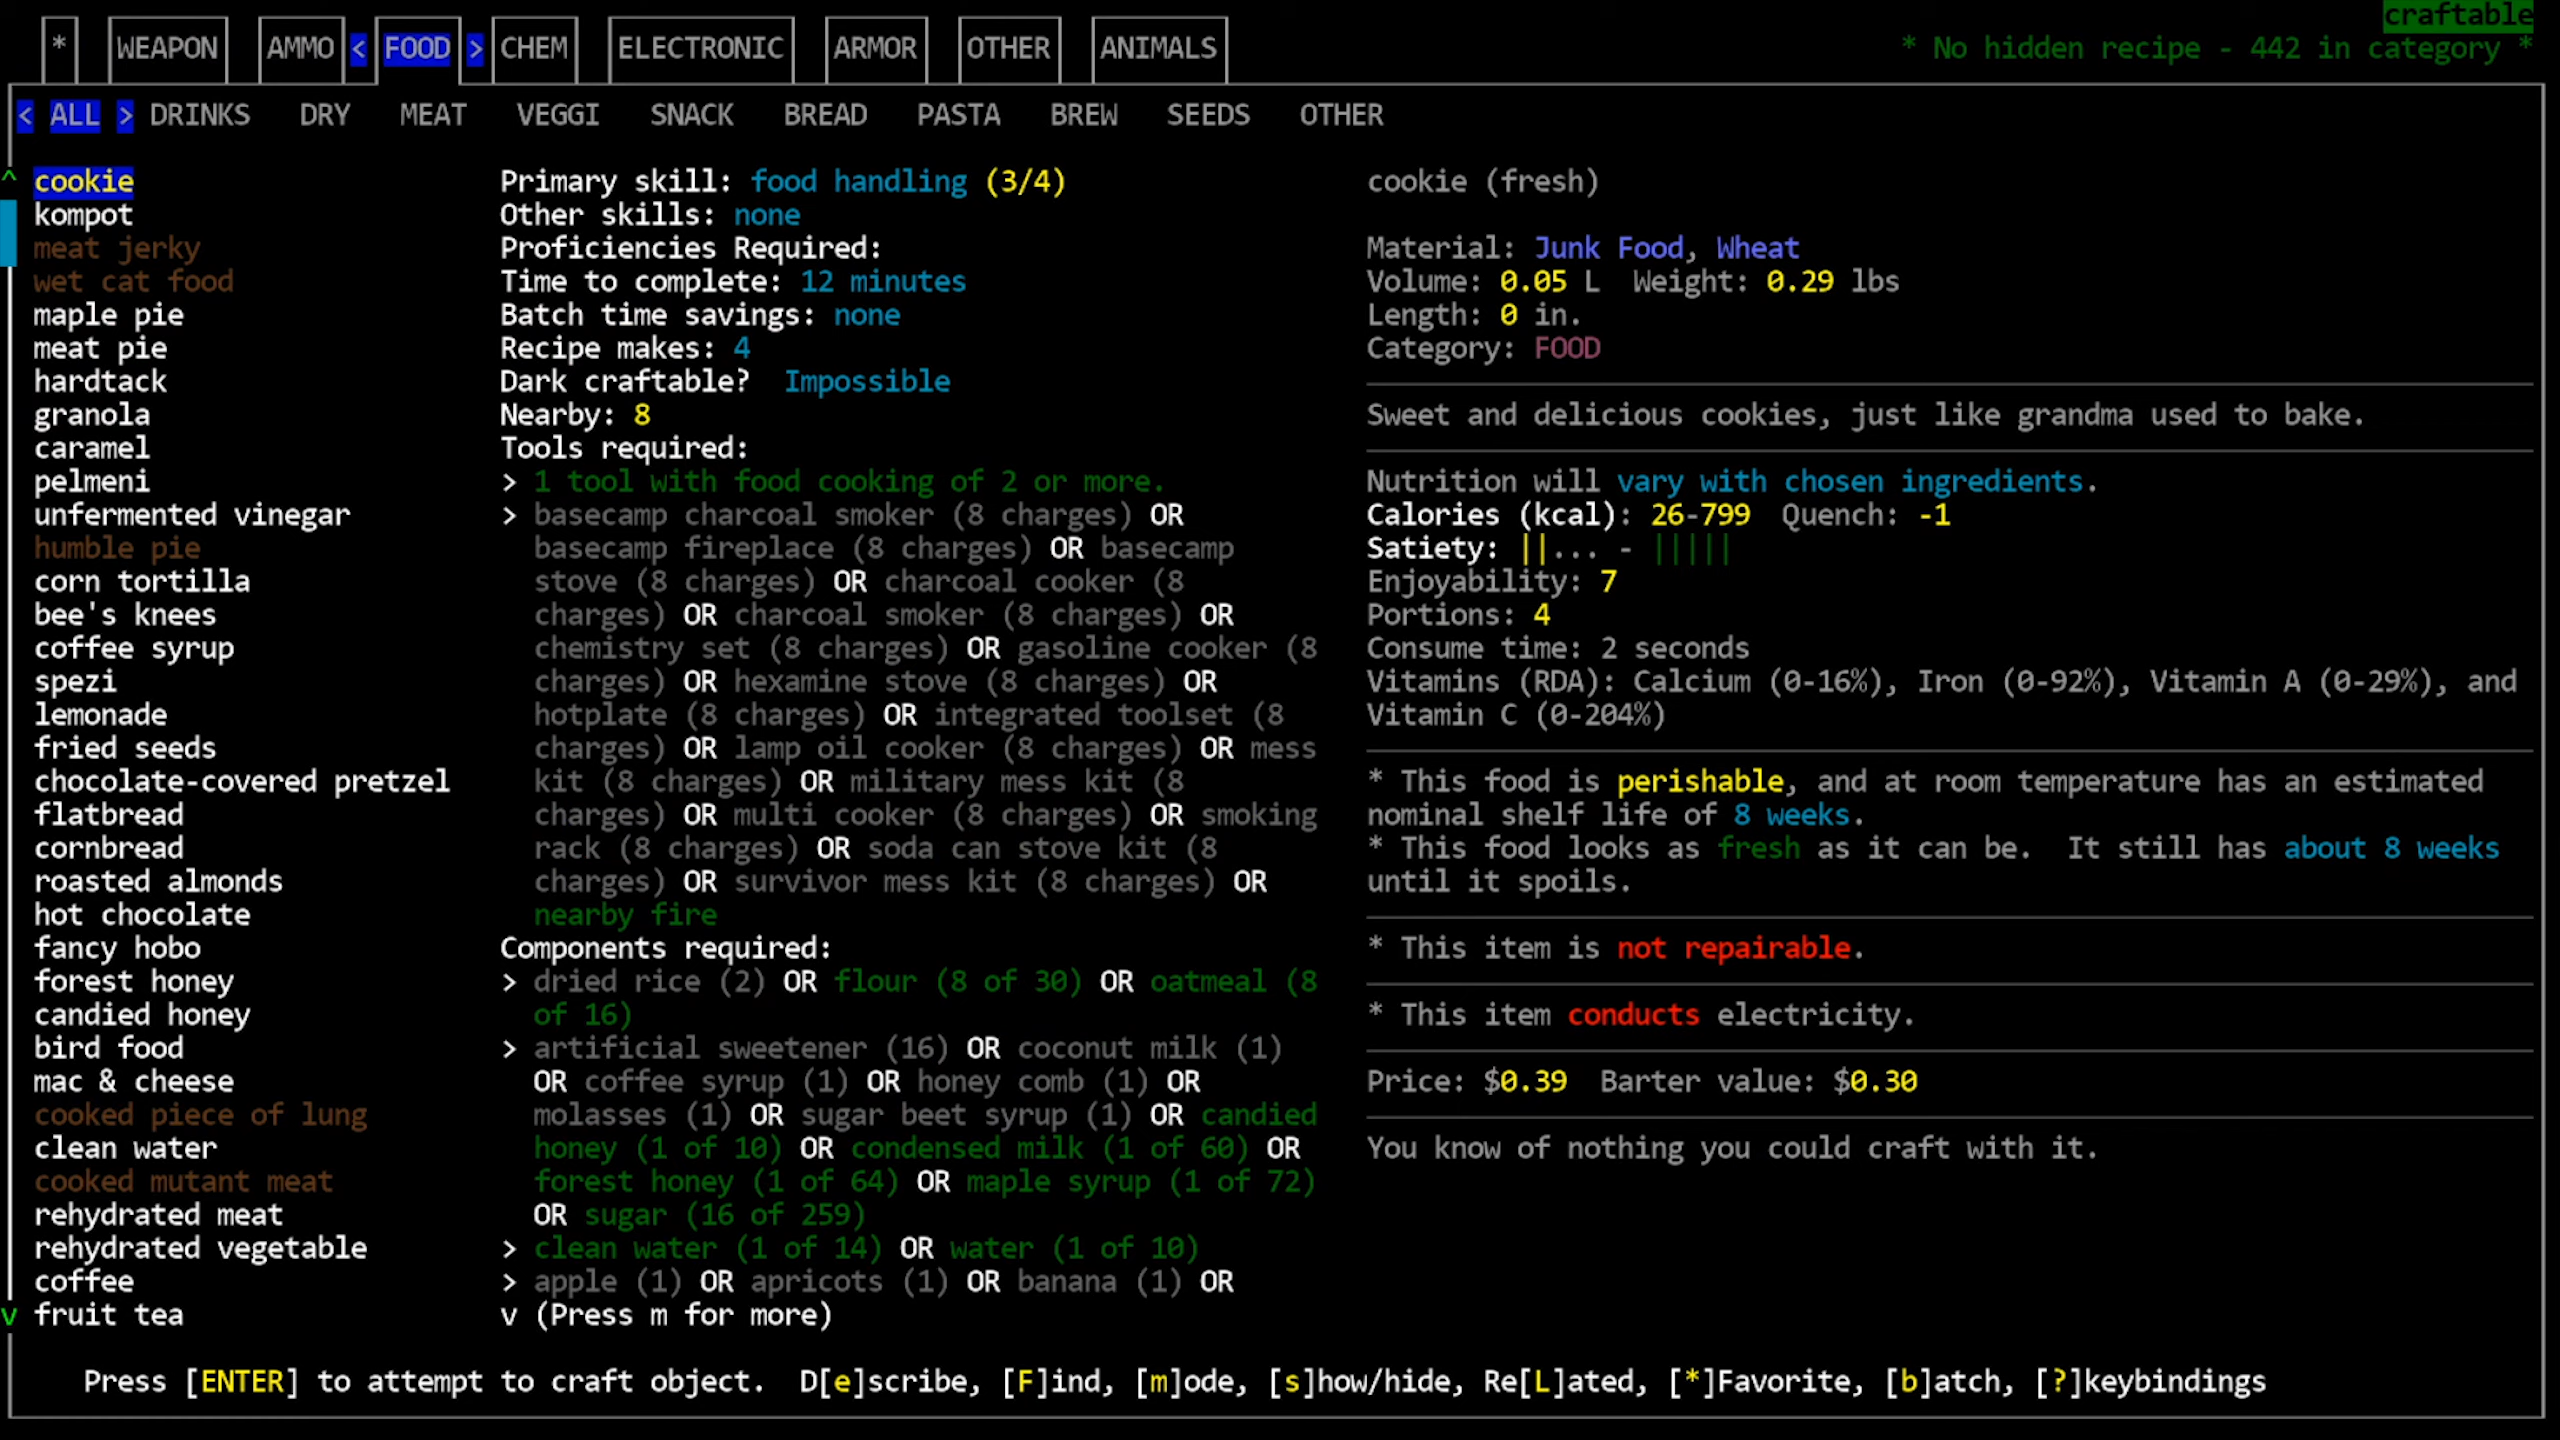 craftable
* WEAPON AMMO < FOOD > CHEM ELECTRONIC ARMOR OTHER ANIMALS
* No hidden recipe - 442 in category *
< ALL > DRINKS DRY MEAT VEGGI SNACK BREAD PASTA BREW SEEDS OTHER
^
cookie
kompot
meat jerky
wet cat food
maple pie
meat pie
hardtack
granola
caramel
pelmeni
unfermented vinegar
humble pie
corn tortilla
bee's knees
coffee syrup
spezi
lemonade
fried seeds
chocolate-covered pretzel
flatbread
cornbread
roasted almonds
hot chocolate
fancy hobo
forest honey
candied honey
bird food
mac & cheese
cooked piece of lung
clean water
cooked mutant meat
rehydrated meat
rehydrated vegetable
coffee
v fruit tea
Primary skill: food handling (3/4)
Other skills: none
Proficiencies Required:
Time to complete: 12 minutes
Batch time savings: none
Recipe makes: 4
Dark craftable?  Impossible
Nearby: 8
Tools required:
> 1 tool with food cooking of 2 or more.
> basecamp charcoal smoker (8 charges) OR
basecamp fireplace (8 charges) OR basecamp
stove (8 charges) OR charcoal cooker (8
charges) OR charcoal smoker (8 charges) OR
chemistry set (8 charges) OR gasoline cooker (8
charges) OR hexamine stove (8 charges) OR
hotplate (8 charges) OR integrated toolset (8
charges) OR lamp oil cooker (8 charges) OR mess
kit (8 charges) OR military mess kit (8
charges) OR multi cooker (8 charges) OR smoking
rack (8 charges) OR soda can stove kit (8
charges) OR survivor mess kit (8 charges) OR
nearby fire
Components required:
> dried rice (2) OR flour (8 of 30) OR oatmeal (8
of 16)
> artificial sweetener (16) OR coconut milk (1)
OR coffee syrup (1) OR honey comb (1) OR
molasses (1) OR sugar beet syrup (1) OR candied
honey (1 of 10) OR condensed milk (1 of 60) OR
forest honey (1 of 64) OR maple syrup (1 of 72)
OR sugar (16 of 259)
> clean water (1 of 14) OR water (1 of 10)
> apple (1) OR apricots (1) OR banana (1) OR
v (Press m for more)
cookie (fresh)
Material: Junk Food, Wheat
Volume: 0.05 L  Weight: 0.29 lbs
Length: 0 in.
Category: FOOD
Sweet and delicious cookies, just like grandma used to bake.
Nutrition will vary with chosen ingredients.
Calories (kcal): 26-799  Quench: -1
Satiety: ||... - |||||
Enjoyability: 7
Portions: 4
Consume time: 2 seconds
Vitamins (RDA): Calcium (0-16%), Iron (0-92%), Vitamin A (0-29%), and
Vitamin C (0-204%)
* This food is perishable, and at room temperature has an estimated
nominal shelf life of 8 weeks.
* This food looks as fresh as it can be.  It still has about 8 weeks
until it spoils.
* This item is not repairable.
* This item conducts electricity.
Price: $0.39  Barter value: $0.30
You know of nothing you could craft with it.
Press [ENTER] to attempt to craft object.  D[e]scribe, [F]ind, [m]ode, [s]how/hide, Re[L]ated, [*]Favorite, [b]atch, [?]keybindings